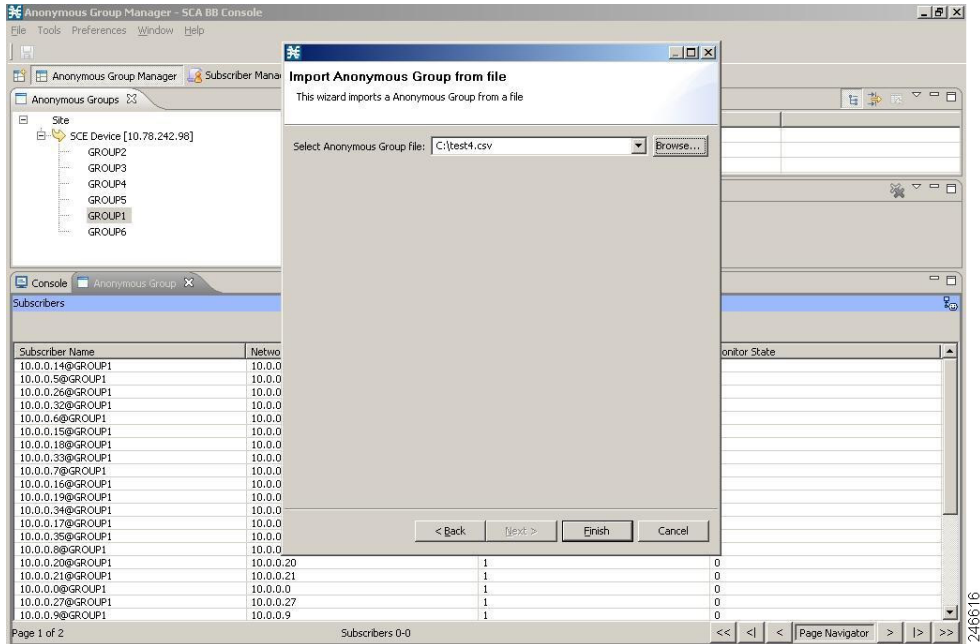 Anonymous Group Manager - SCA BB Console
File Tools Preferences Window Help
Anonymous Group Manager Subscriber Mana
Anonymous Groups
Site
SCE Device [10.78.242.98]
GROUP2
GROUP3
GROUP4
GROUP5
GROUP1
GROUP6
Import Anonymous Group from file
This wizard imports a Anonymous Group from a file
Select Anonymous Group file: C:\test4.csv Browse...
< Back Next > Finish Cancel
Console Anonymous Group
Subscribers
Subscriber Name Netwo onitor State
10.0.0.14@GROUP1 10.0.0
10.0.0.5@GROUP1 10.0.0
10.0.0.26@GROUP1 10.0.0
10.0.0.32@GROUP1 10.0.0
10.0.0.6@GROUP1 10.0.0
10.0.0.15@GROUP1 10.0.0
10.0.0.18@GROUP1 10.0.0
10.0.0.33@GROUP1 10.0.0
10.0.0.7@GROUP1 10.0.0
10.0.0.16@GROUP1 10.0.0
10.0.0.19@GROUP1 10.0.0
10.0.0.34@GROUP1 10.0.0
10.0.0.17@GROUP1 10.0.0
10.0.0.35@GROUP1 10.0.0
10.0.0.8@GROUP1 10.0.0
10.0.0.20@GROUP1 10.0.0.20 1 0
10.0.0.21@GROUP1 10.0.0.21 1 0
10.0.0.0@GROUP1 10.0.0.0 1 0
10.0.0.27@GROUP1 10.0.0.27 1 0
10.0.0.9@GROUP1 10.0.0.9 1 0
Page 1 of 2 Subscribers 0-0 << <| < Page Navigator > |> >>
246616